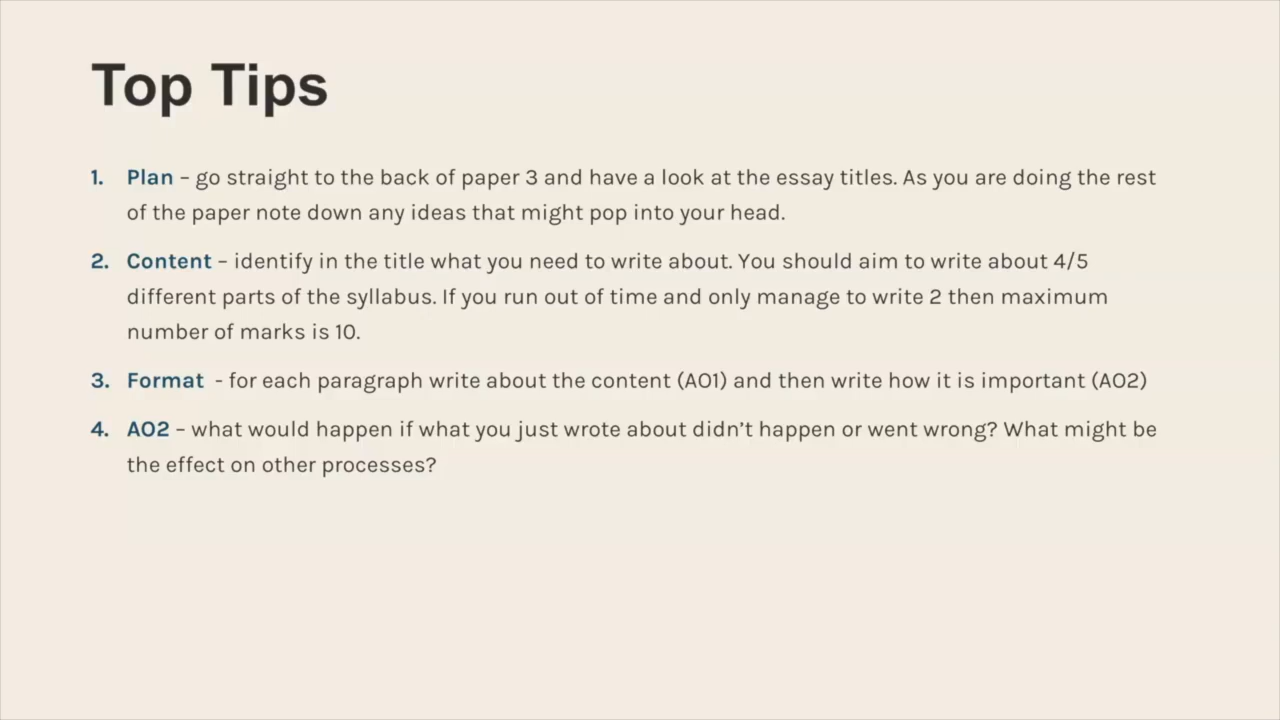 Top Tips
1. Plan – go straight to the back of paper 3 and have a look at the essay titles. As you are doing the rest
of the paper note down any ideas that might pop into your head.
2. Content – identify in the title what you need to write about. You should aim to write about 4/5
different parts of the syllabus. If you run out of time and only manage to write 2 then maximum
number of marks is 10.
3. Format - for each paragraph write about the content (AO1) and then write how it is important (AO2)
4. AO2 – what would happen if what you just wrote about didn't happen or went wrong? What might be
the effect on other processes?